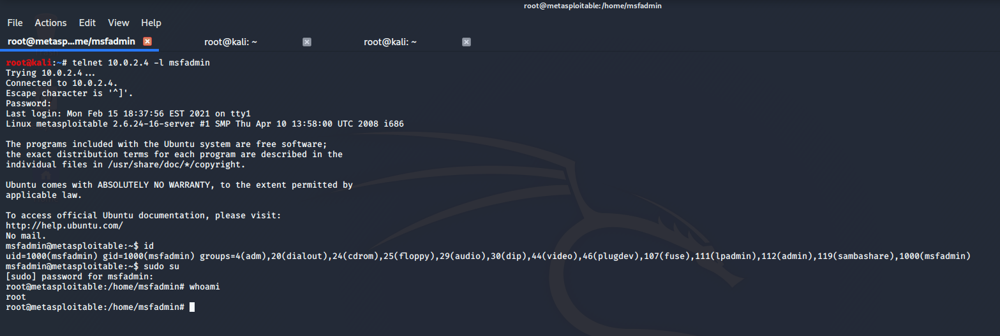 root@metasploitable:/home/msfadmin
File Actions Edit View Help
root@metasp...me/msfadmin root@kali: ~ root@kali: ~
root@kali:~# telnet 10.0.2.4 -l msfadmin
Trying 10.0.2.4...
Connected to 10.0.2.4.
Escape character is '^]'.
Password:
Last login: Mon Feb 15 18:37:56 EST 2021 on tty1
Linux metasploitable 2.6.24-16-server #1 SMP Thu Apr 10 13:58:00 UTC 2008 i686
The programs included with the Ubuntu system are free software;
the exact distribution terms for each program are described in the
individual files in /usr/share/doc/*/copyright.
Ubuntu comes with ABSOLUTELY NO WARRANTY, to the extent permitted by
applicable law.
To access official Ubuntu documentation, please visit:
http://help.ubuntu.com/
No mail.
msfadmin@metasploitable:~$ id
uid=1000(msfadmin) gid=1000(msfadmin) groups=4(adm),20(dialout),24(cdrom),25(floppy),29(audio),30(dip),44(video),46(plugdev),107(fuse),111(lpadmin),112(admin),119(sambashare),1000(msfadmin)
msfadmin@metasploitable:~$ sudo su
[sudo] password for msfadmin:
root@metasploitable:/home/msfadmin# whoami
root
root@metasploitable:/home/msfadmin#